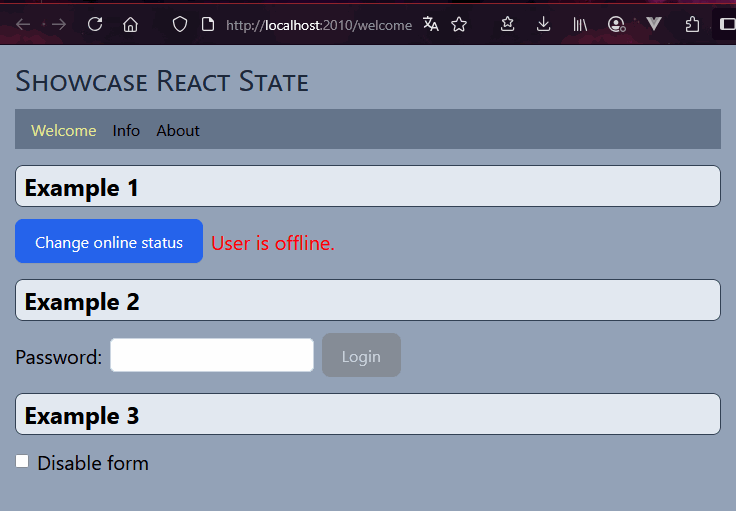 http://localhost:2010/welcome
Showcase React State
Welcome Info About
Example 1
Change online status User is offline.
Example 2
Password: Login
Example 3
Disable form